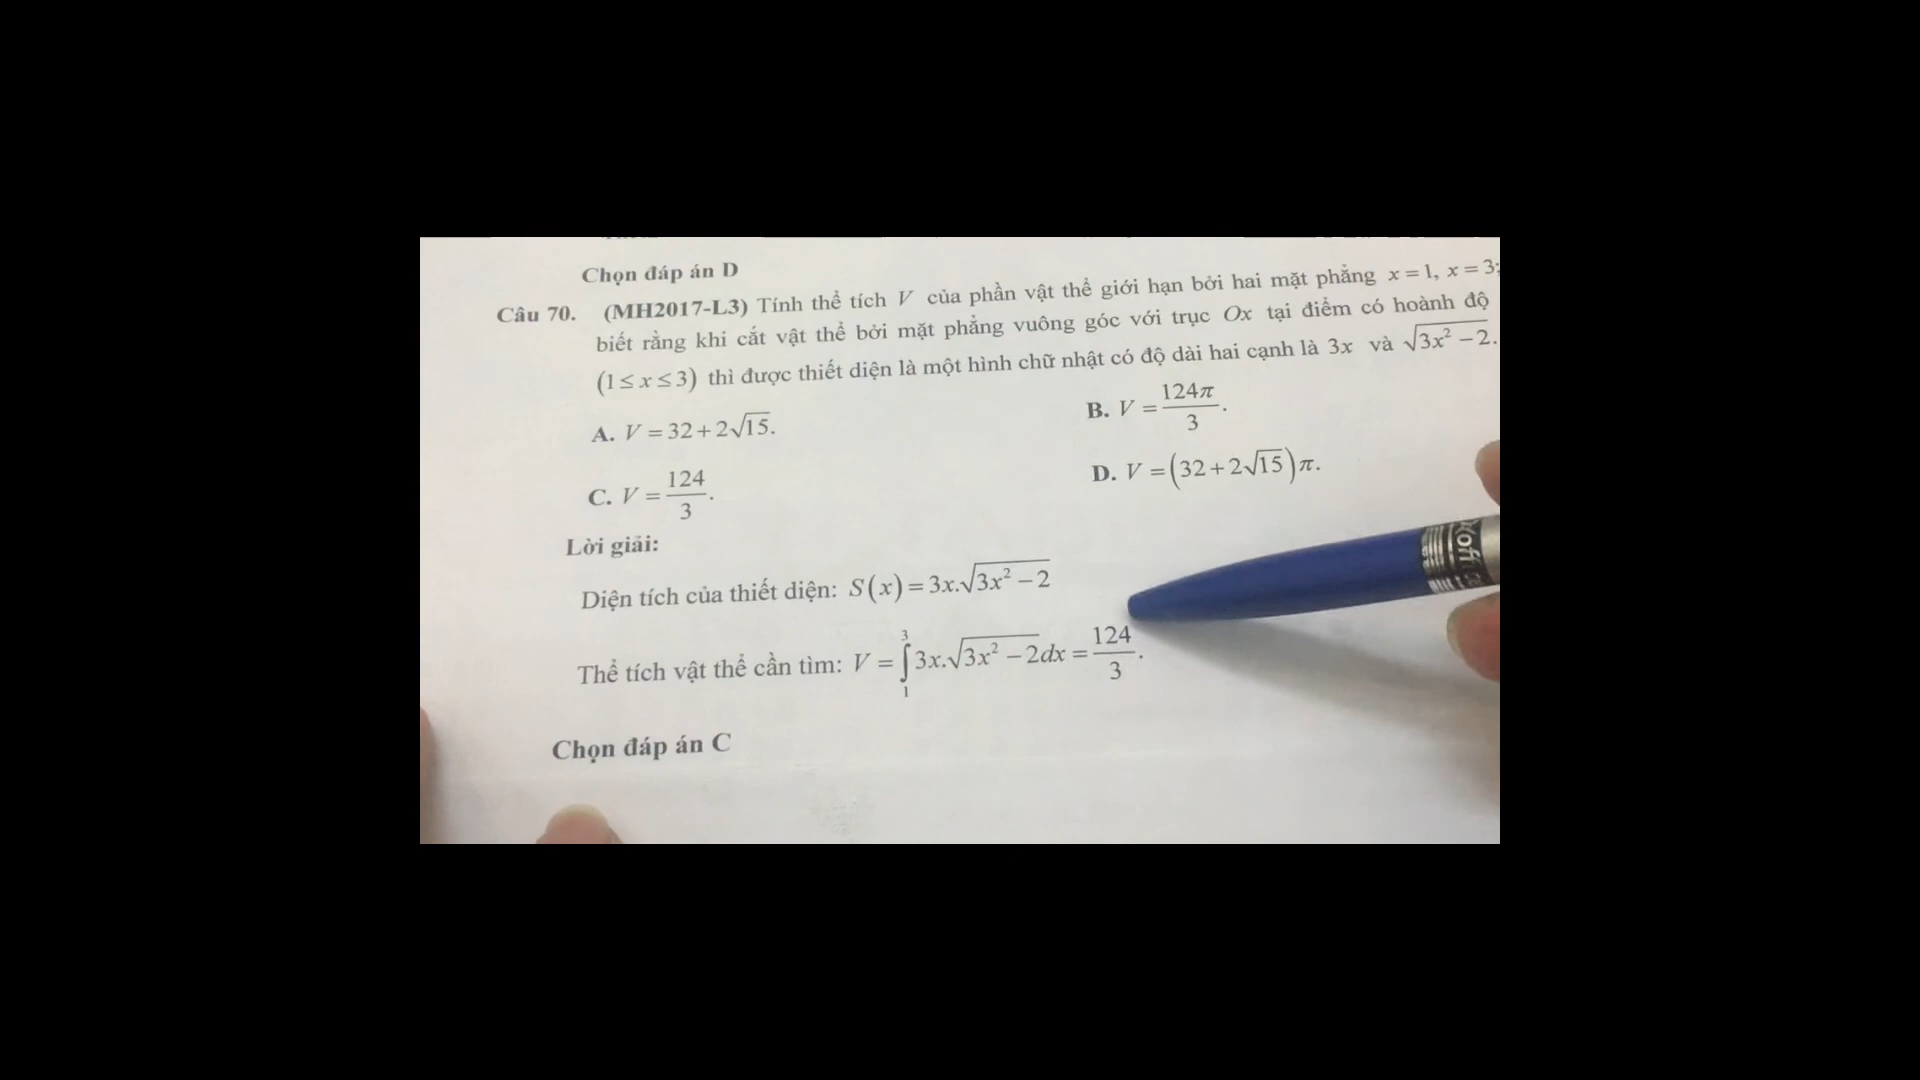 Chọn đáp án D
Câu 70. (MH2017-L3) Tính thể tích V của phần vật thể giới hạn bởi hai mặt phẳng x = 1, x = 3;
biết rằng khi cắt vật thể bởi mặt phẳng vuông góc với trục Ox tại điểm có hoành độ
(1 ≤ x ≤ 3) thì được thiết diện là một hình chữ nhật có độ dài hai cạnh là 3x và √(3x² − 2).
A. V = 32 + 2√15.
B. V = 124π/3.
C. V = 124/3.
D. V = (32 + 2√15)π.
Lời giải:
Diện tích của thiết diện: S(x) = 3x.√(3x² − 2)
Thể tích vật thể cần tìm: V = ∫₁³ 3x.√(3x² − 2)dx = 124/3.
Chọn đáp án C